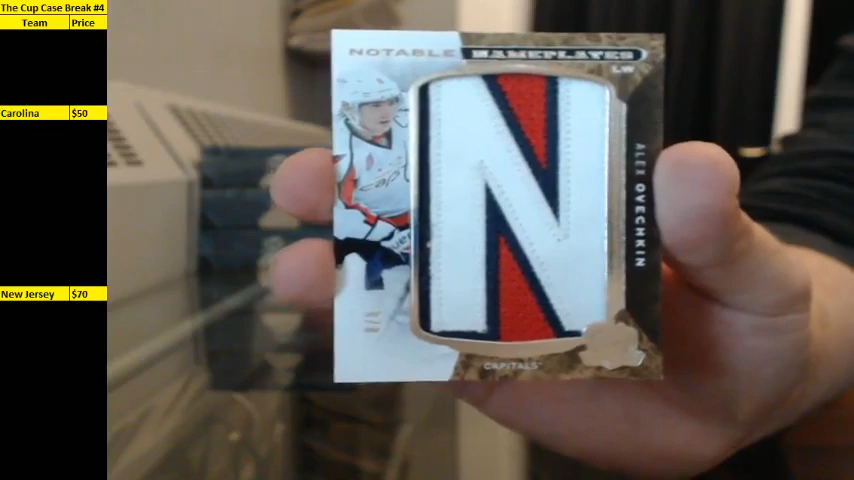 The Cup Case Break #4
Team Price
Carolina $50
New Jersey $70
NOTABLE NAMEPLATES
LW
N
ALEX OVECHKIN
CAPITALS